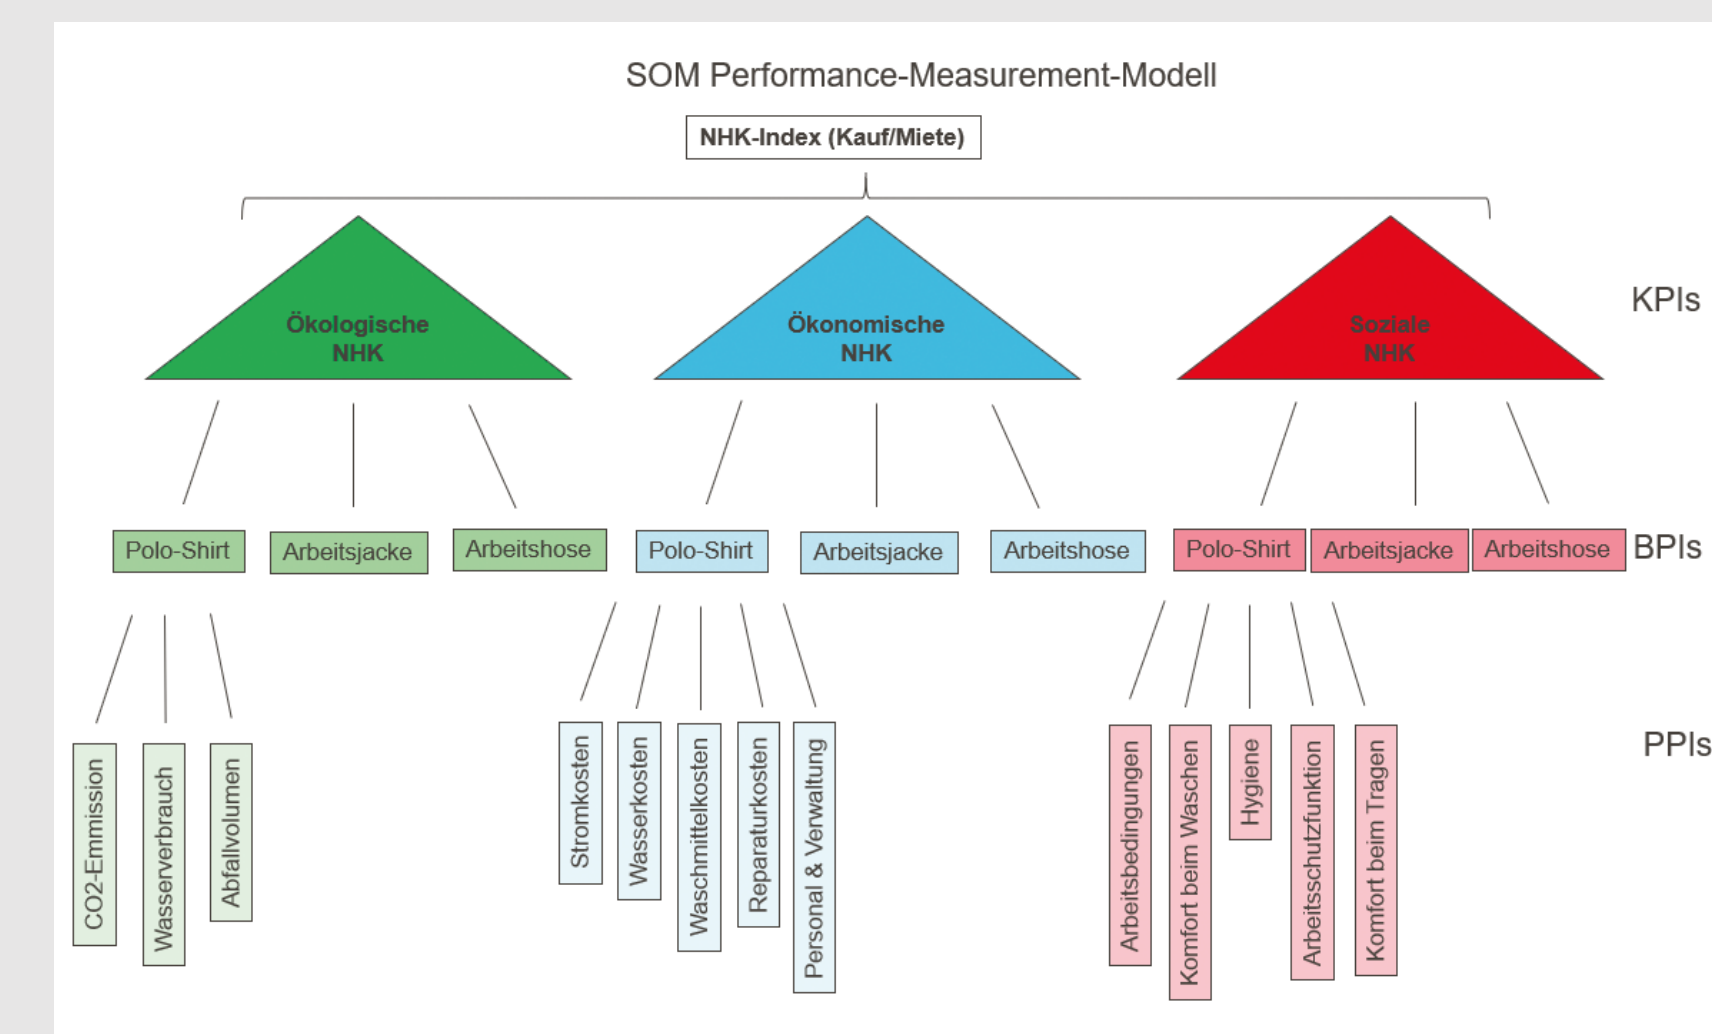 SOM Performance-Measurement-Modell
NHK-Index (Kauf/Miete)
Ökologische
NHK
Ökonomische
NHK
Soziale
NHK
KPIs
Polo-Shirt
Arbeitsjacke
Arbeitshose
Polo-Shirt
Arbeitsjacke
Arbeitshose
Polo-Shirt
Arbeitsjacke
Arbeitshose
BPIs
CO2-Emmission
Wasserverbrauch
Abfallvolumen
Stromkosten
Wasserkosten
Waschmittelkosten
Reparaturkosten
Personal & Verwaltung
Arbeitsbedingungen
Komfort beim Waschen
Hygiene
Arbeitsschutzfunktion
Komfort beim Tragen
PPIs